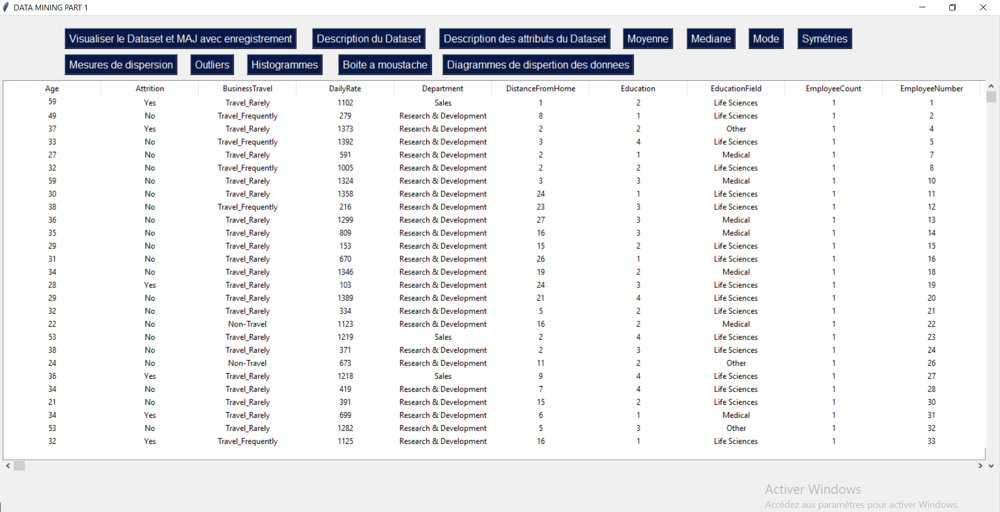 DATA MINING PART 1
Visualiser le Dataset et MAJ avec enregistrement Description du Dataset Description des attributs du Dataset Moyenne Mediane Mode Symétries
Mesures de dispersion Outliers Histogrammes Boite a moustache Diagrammes de dispertion des donnees
Age Attrition BusinessTravel DailyRate Department DistanceFromHome Education EducationField EmployeeCount EmployeeNumber
59 Yes Travel_Rarely 1102 Sales 1 2 Life Sciences 1 1
49 No Travel_Frequently 279 Research & Development 8 1 Life Sciences 1 2
37 Yes Travel_Rarely 1373 Research & Development 2 2 Other 1 4
33 No Travel_Frequently 1392 Research & Development 3 4 Life Sciences 1 5
27 No Travel_Rarely 591 Research & Development 2 1 Medical 1 7
32 No Travel_Frequently 1005 Research & Development 2 2 Life Sciences 1 8
59 No Travel_Rarely 1324 Research & Development 3 3 Medical 1 10
30 No Travel_Rarely 1358 Research & Development 24 1 Life Sciences 1 11
38 No Travel_Frequently 216 Research & Development 23 3 Life Sciences 1 12
36 No Travel_Rarely 1299 Research & Development 27 3 Medical 1 13
35 No Travel_Rarely 809 Research & Development 16 3 Medical 1 14
29 No Travel_Rarely 153 Research & Development 15 2 Life Sciences 1 15
31 No Travel_Rarely 670 Research & Development 26 1 Life Sciences 1 16
34 No Travel_Rarely 1346 Research & Development 19 2 Medical 1 18
28 Yes Travel_Rarely 103 Research & Development 24 3 Life Sciences 1 19
29 No Travel_Rarely 1389 Research & Development 21 4 Life Sciences 1 20
32 No Travel_Rarely 334 Research & Development 5 2 Life Sciences 1 21
22 No Non-Travel 1123 Research & Development 16 2 Medical 1 22
53 No Travel_Rarely 1219 Sales 2 4 Life Sciences 1 23
38 No Travel_Rarely 371 Research & Development 2 3 Life Sciences 1 24
24 No Non-Travel 673 Research & Development 11 2 Other 1 26
36 Yes Travel_Rarely 1218 Sales 9 4 Life Sciences 1 27
34 No Travel_Rarely 419 Research & Development 7 4 Life Sciences 1 28
21 No Travel_Rarely 391 Research & Development 15 2 Life Sciences 1 30
34 Yes Travel_Rarely 699 Research & Development 6 1 Medical 1 31
53 No Travel_Rarely 1282 Research & Development 5 3 Other 1 32
32 Yes Travel_Frequently 1125 Research & Development 16 1 Life Sciences 1 33
Activer Windows
Accédez aux paramètres pour activer Windows.